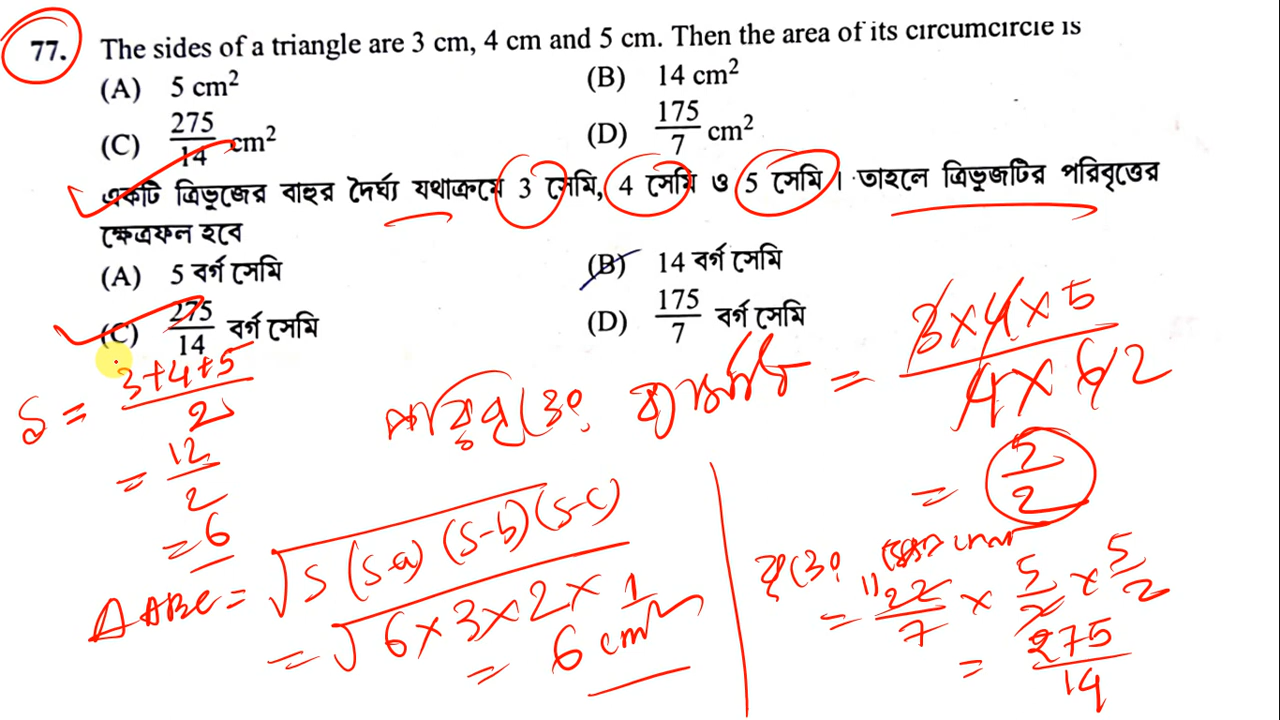 77. The sides of a triangle are 3 cm, 4 cm and 5 cm. Then the area of its circumcircle is
(A) 5 cm² (B) 14 cm²
(C) 275/14 cm² (D) 175/7 cm²
একটি ত্রিভুজের বাহুর দৈর্ঘ্য যথাক্রমে 3 সেমি, 4 সেমি ও 5 সেমি । তাহলে ত্রিভুজটির পরিবৃত্তের
ক্ষেত্রফল হবে
(A) 5 বর্গ সেমি (B) 14 বর্গ সেমি
(C) 275/14 বর্গ সেমি (D) 175/7 বর্গ সেমি
S = 3+4+5/2
= 12/2
= 6
Δ ABC = √S (S-a) (S-b) (S-c)
= √6 × 3 × 2 × 1
= 6 cm²
= 3×4×5/4×6 2
= 5/2
= 11 22/7 × 5/2 × 5/2
= 275/14